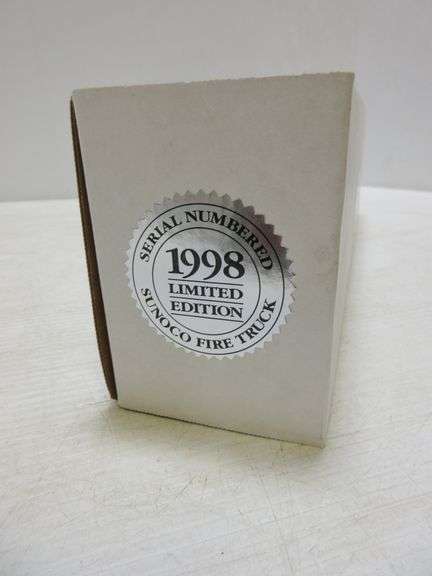 SERIAL NUMBERED
1998
LIMITED
EDITION
SUNOCO FIRE TRUCK